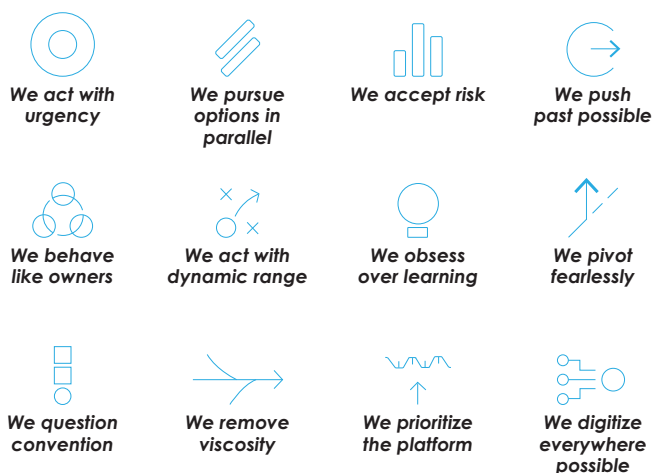 We act with
urgency
We pursue
options in
parallel
We accept risk
We push
past possible
We behave
like owners
We act with
dynamic range
We obsess
over learning
We pivot
fearlessly
We question
convention
We remove
viscosity
We prioritize
the platform
We digitize
everywhere
possible